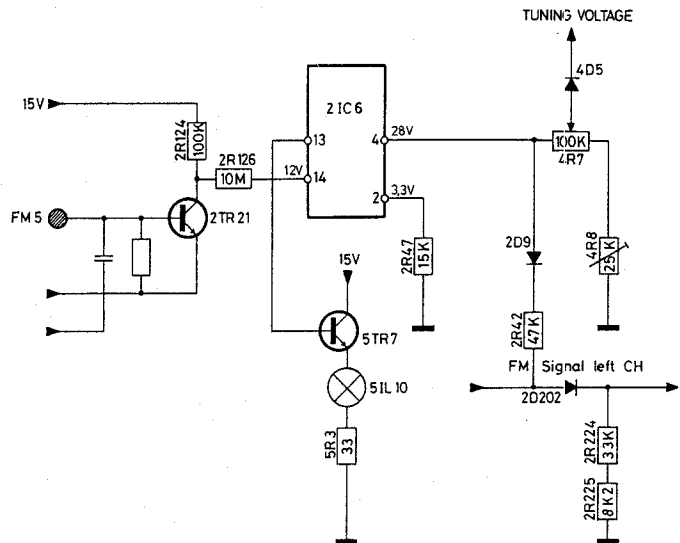 TUNING VOLTAGE
4D5
15V
2R124
100K
2IC6
13
4
28V
100K
4R7
2R126
10M
12V
14
2
3,3V
FM5
2TR21
2R47
15K
2D9
4R8
25 K
15V
5TR7
2R42
47K
FM Signal left CH
2D202
5IL10
5R3
33
2R224
33K
2R225
8K2